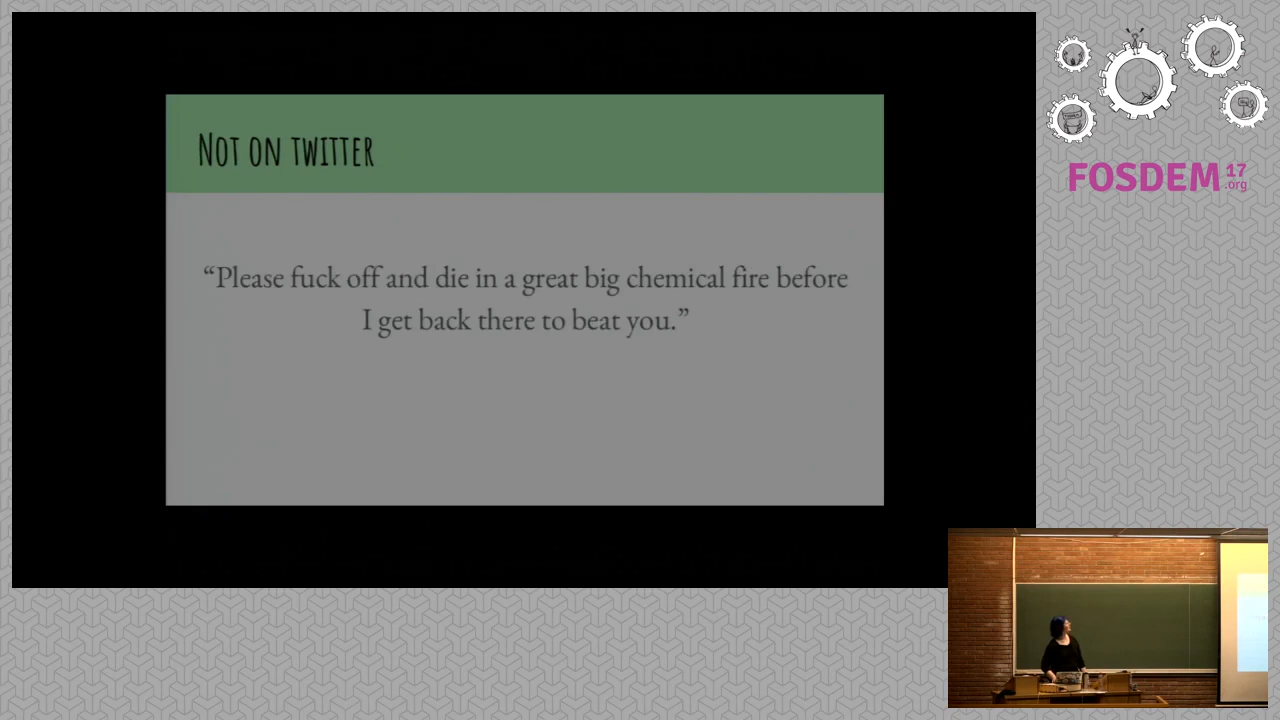 Not on twitter
“Please fuck off and die in a great big chemical fire before
I get back there to beat you.”
FOSDEM 17
.org